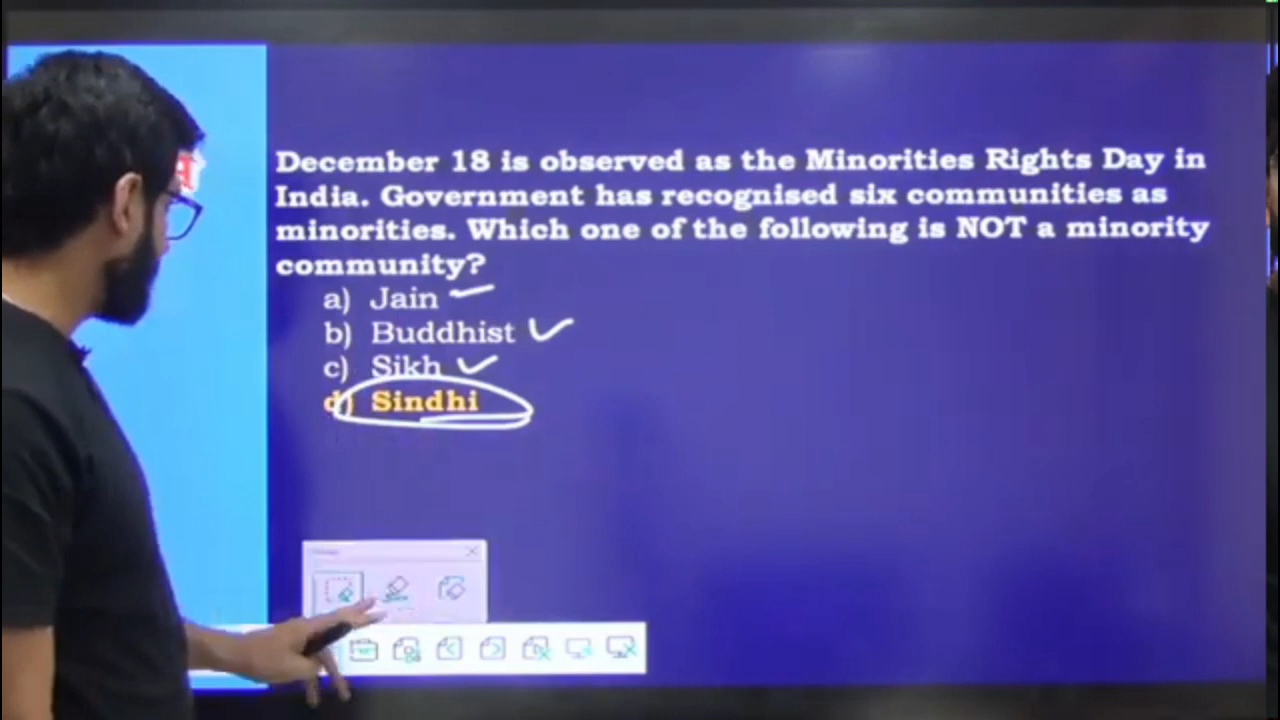 December 18 is observed as the Minorities Rights Day in
India. Government has recognised six communities as
minorities. Which one of the following is NOT a minority
community?
a) Jain
b) Buddhist
c) Sikh
d) Sindhi